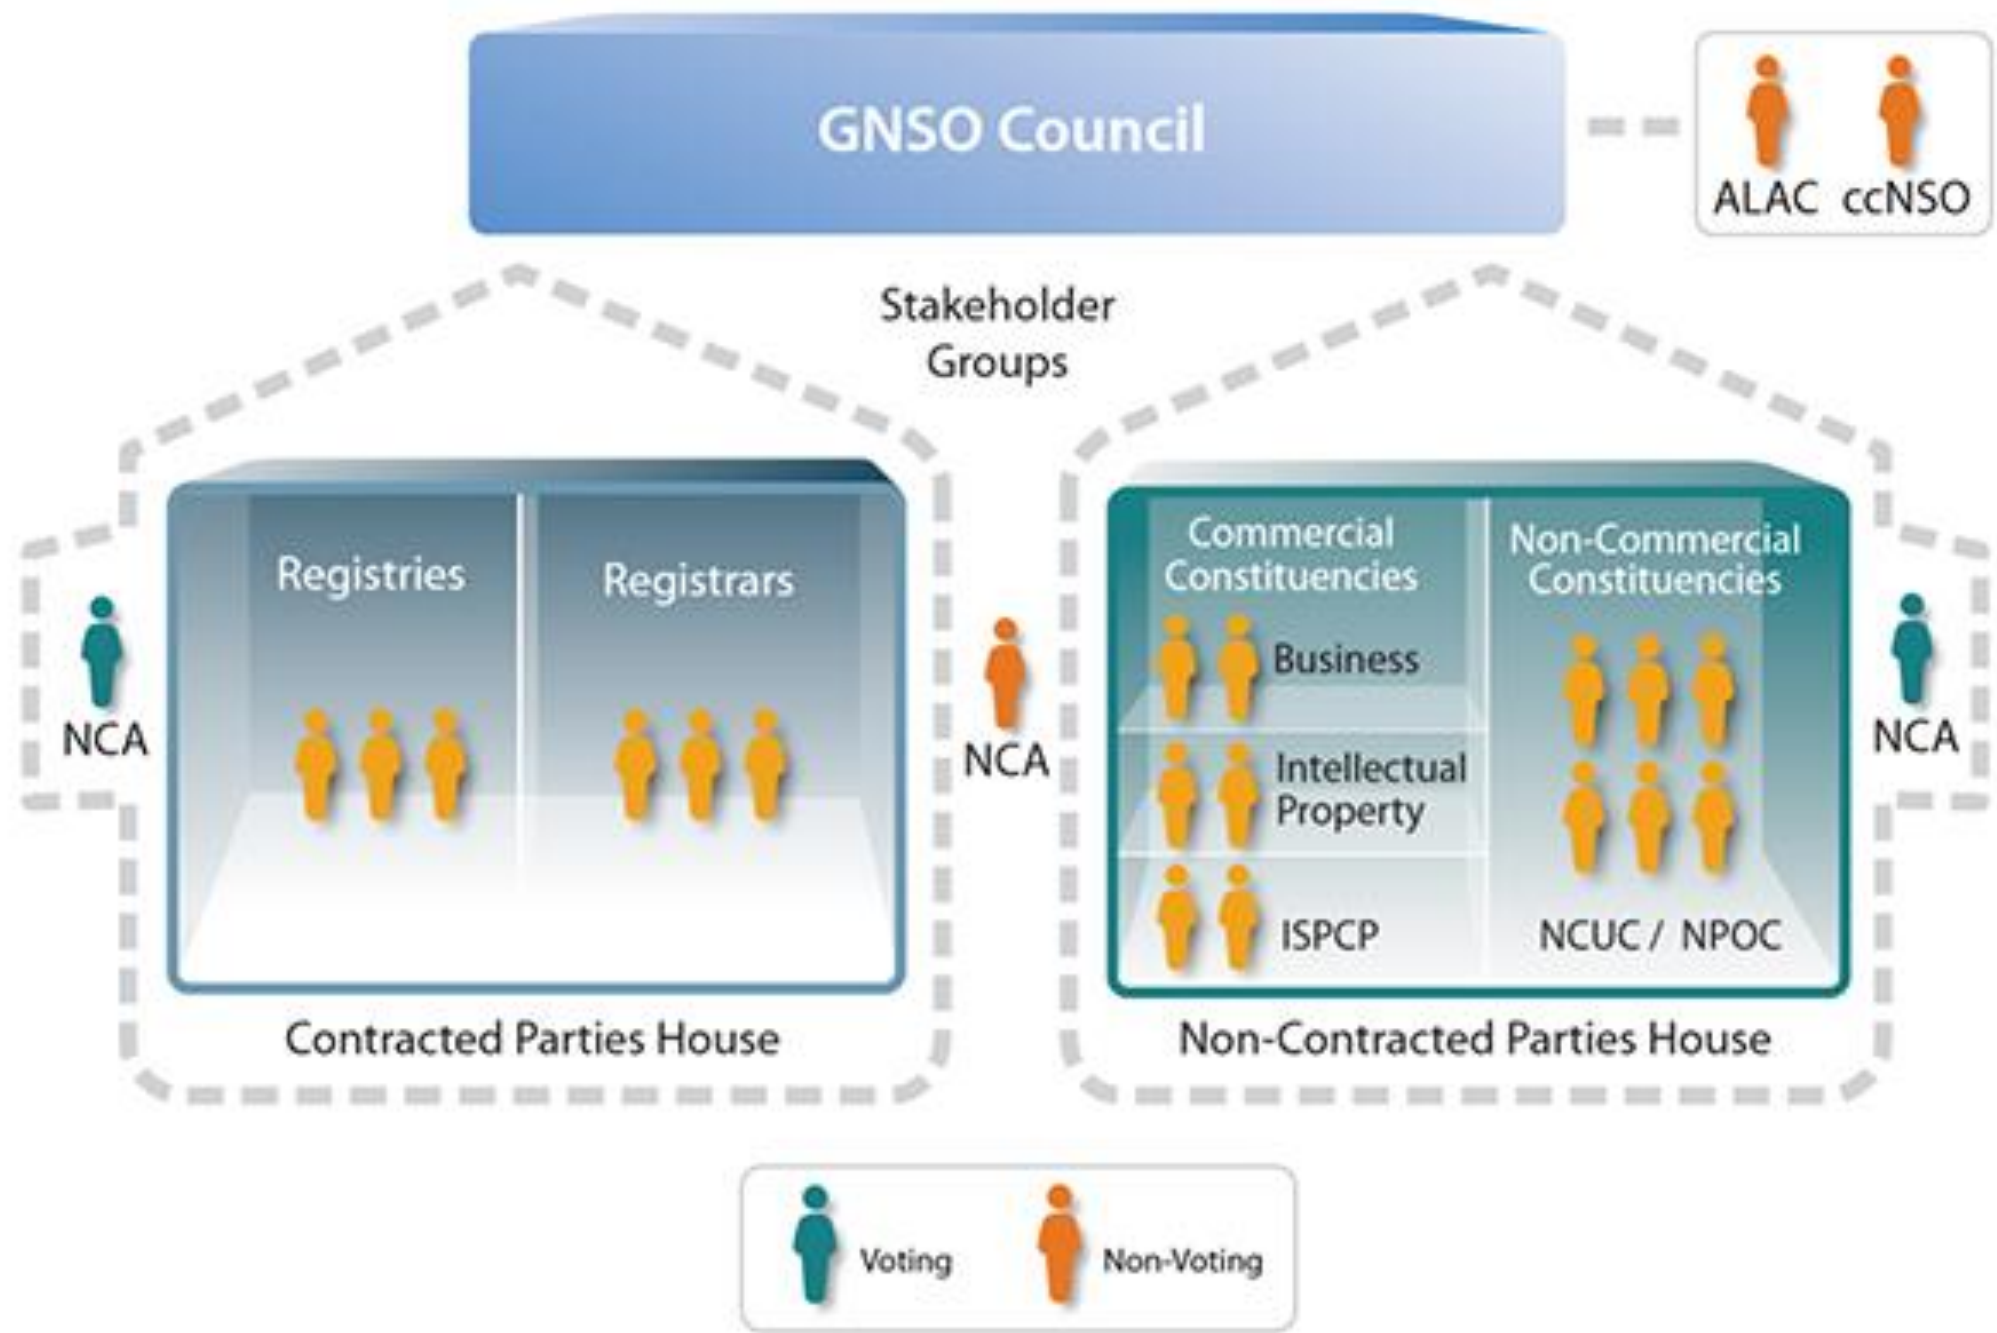 GNSO Council
ALAC ccNSO
Stakeholder
Groups
Registries
Registrars
NCA
Contracted Parties House
NCA
Commercial
Constituencies
Business
Intellectual
Property
ISPCP
Non-Commercial
Constituencies
NCUC / NPOC
NCA
Non-Contracted Parties House
Voting
Non-Voting